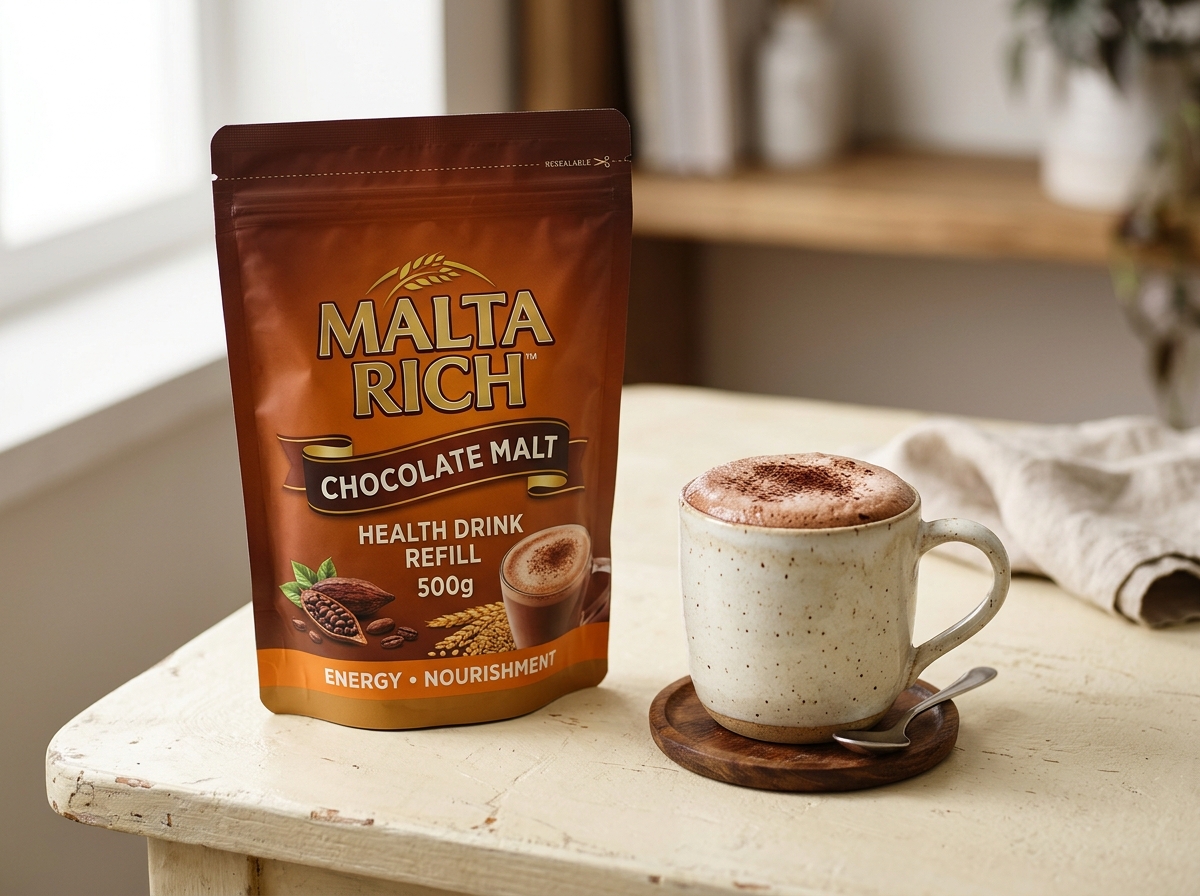 RESEALABLE
MALTA
RICH™
CHOCOLATE MALT
HEALTH DRINK
REFILL
500g
ENERGY • NOURISHMENT